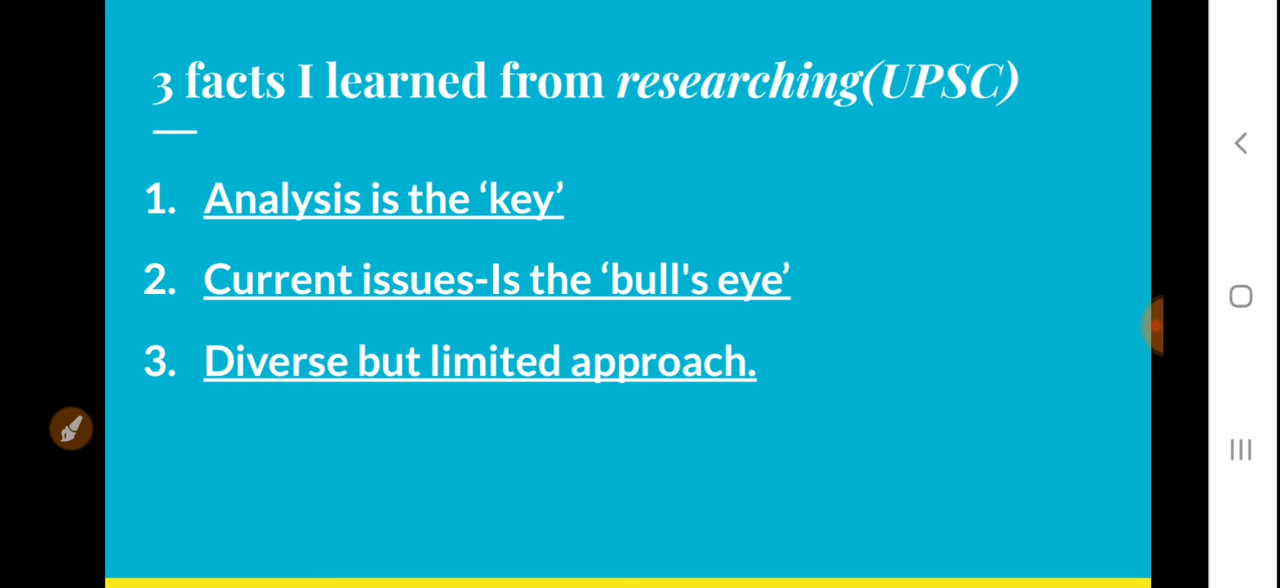 3 facts I learned from researching(UPSC)
1. Analysis is the ‘key’
2. Current issues-Is the ‘bull's eye’
3. Diverse but limited approach.